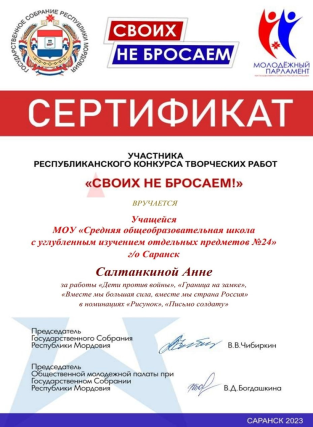 ГОСУДАРСТВЕННОЕ СОБРАНИЕ РЕСПУБЛИКИ МОРДОВИЯ
СВОИХ
НЕ БРОСАЕМ
МОЛОДЁЖНЫЙ
ПАРЛАМЕНТ
СЕРТИФИКАТ
УЧАСТНИКА
РЕСПУБЛИКАНСКОГО КОНКУРСА ТВОРЧЕСКИХ РАБОТ
«СВОИХ НЕ БРОСАЕМ!»
ВРУЧАЕТСЯ
Учащейся
МОУ «Средняя общеобразовательная школа
с углубленным изучением отдельных предметов №24»
г/о Саранск
Салтанкиной Анне
за работы «Дети против войны», «Граница на замке»,
«Вместе мы большая сила, вместе мы страна Россия»
в номинациях «Рисунок», «Письмо солдату»
Председатель
Государственного Собрания
Республики Мордовия
В.В.Чибиркин
Председатель
Общественной молодежной палаты при
Государственном Собрании
Республики Мордовия
В.Д.Богдашкина
САРАНСК 2023